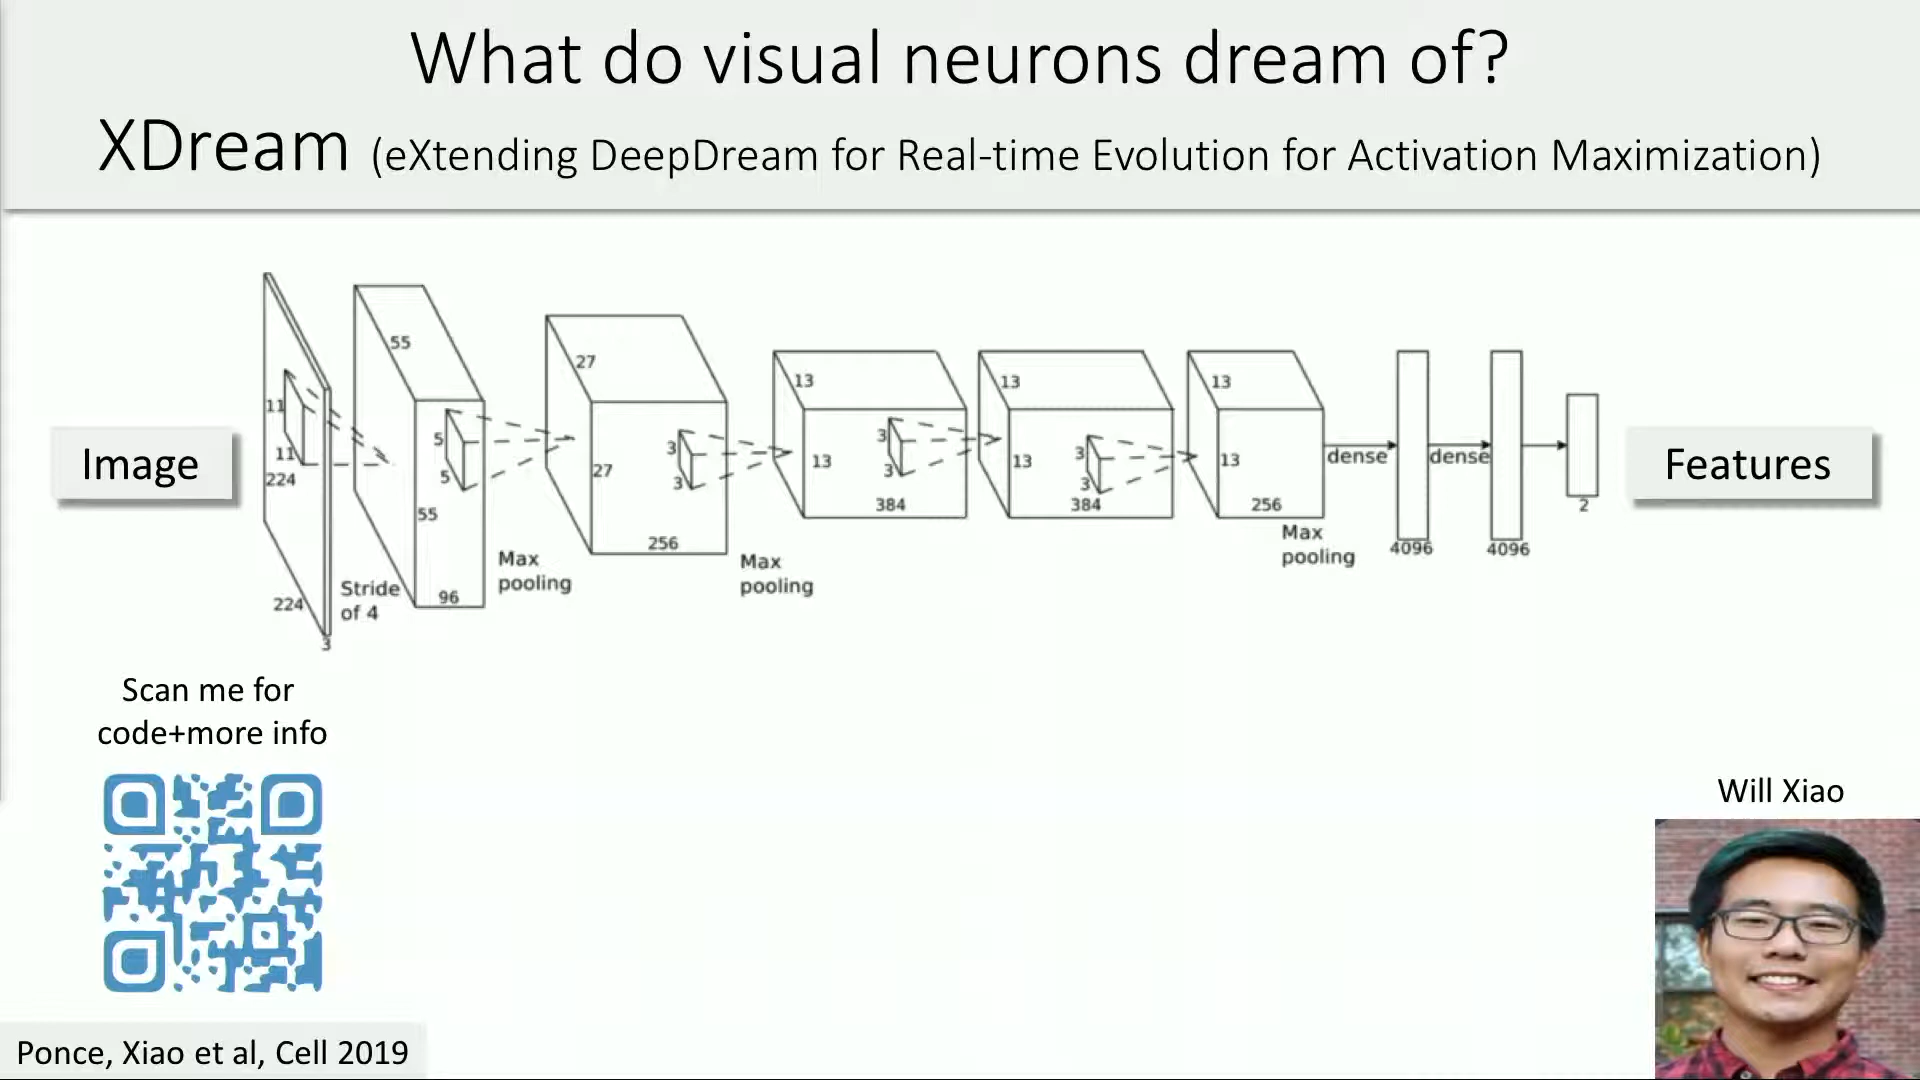 What do visual neurons dream of?
XDream (eXtending DeepDream for Real-time Evolution for Activation Maximization)
Image
11
11
224
224
3
Stride
of 4
55
55
5
5
96
Max
pooling
27
27
3
3
256
Max
pooling
13
13
3
3
384
13
13
3
3
384
13
13
256
Max
pooling
dense
4096
dense
4096
2
Features
Scan me for
code+more info
Will Xiao
Ponce, Xiao et al, Cell 2019